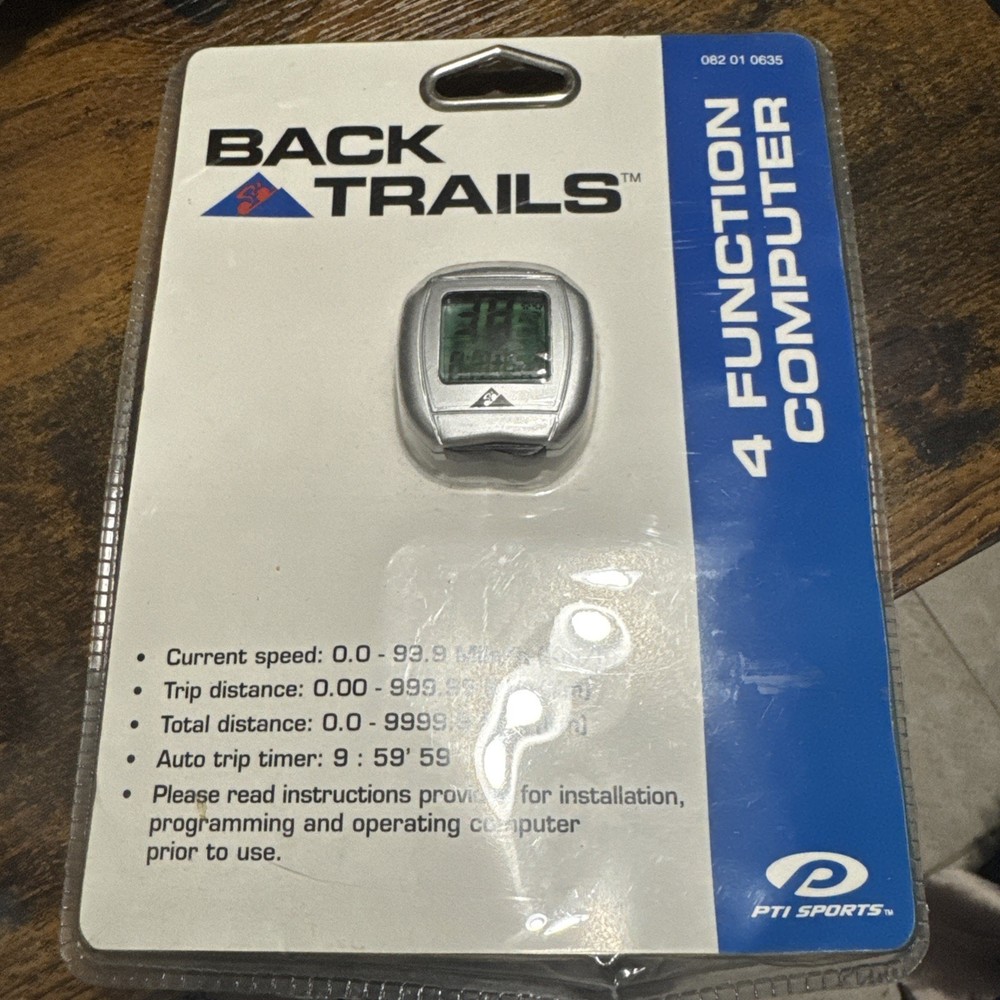 082 01 0635
BACK
TRAILS™
4 FUNCTION
COMPUTER
• Current speed: 0.0 - 99.9
• Trip distance: 0.00 - 999.99
• Total distance: 0.0 - 9999.
• Auto trip timer: 9 : 59' 59
• Please read instructions for installation,
programming and operating computer
prior to use.
PTI SPORTS™